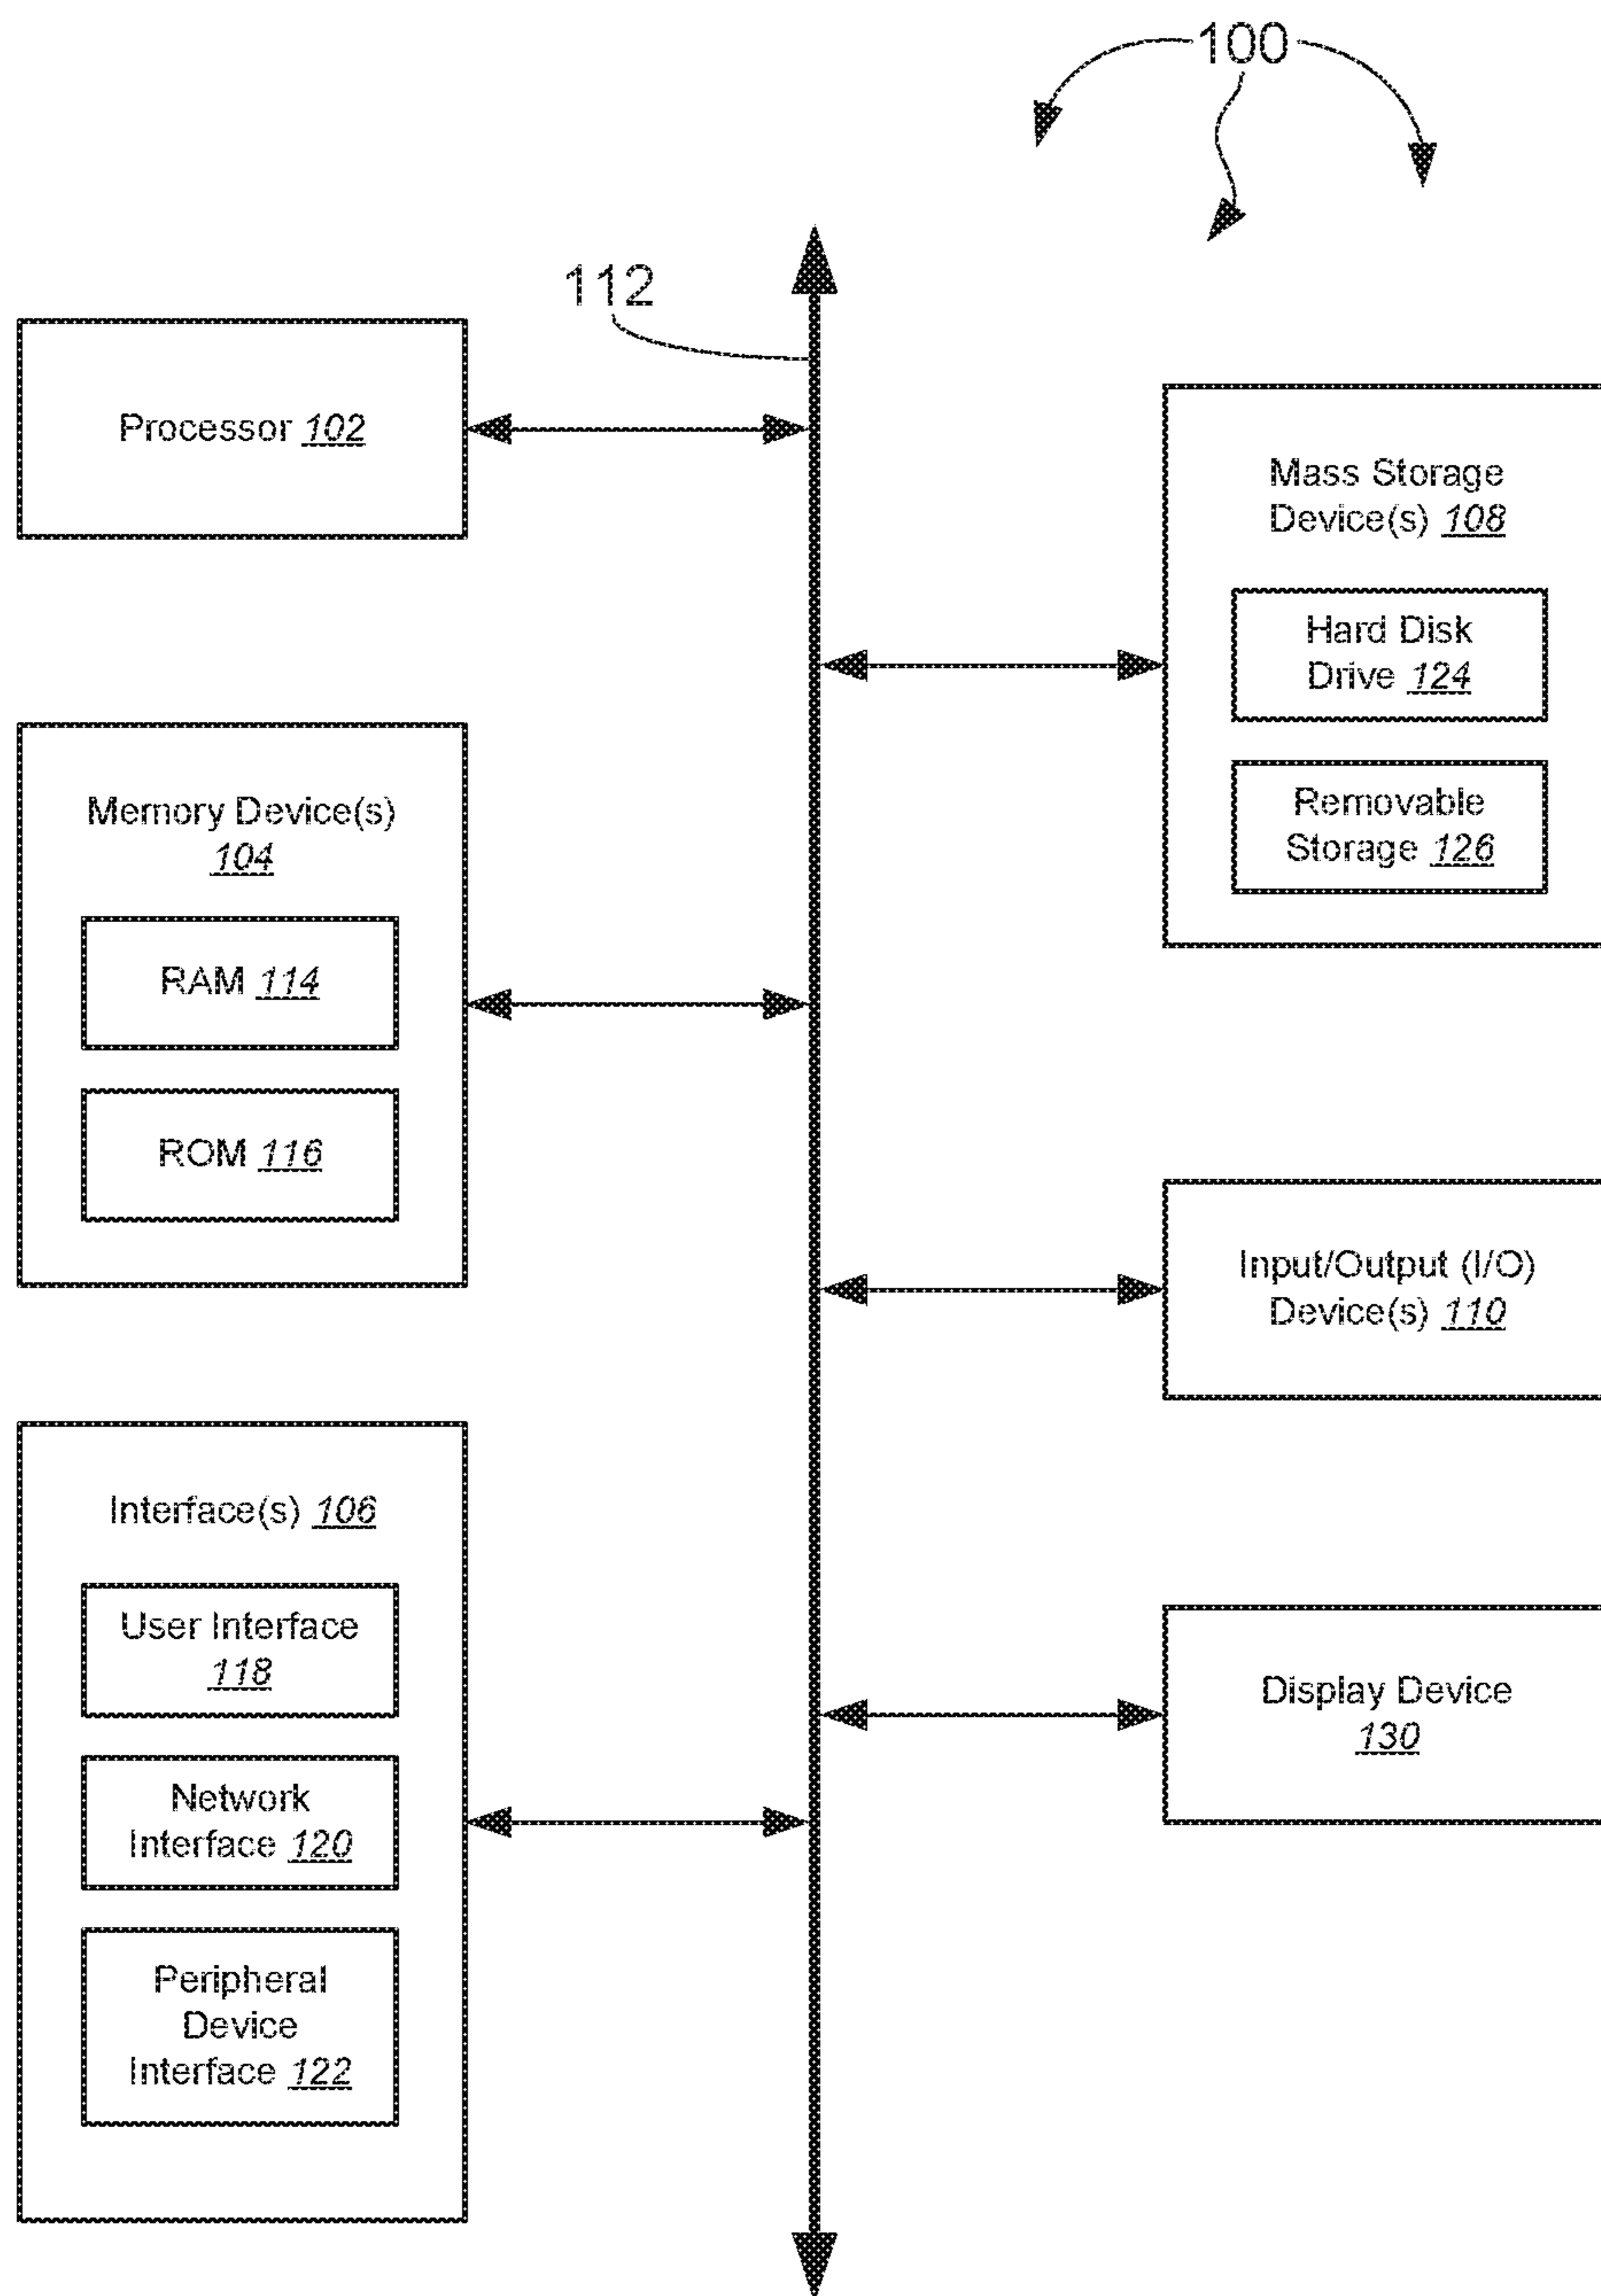 100
112
Processor 102
Mass Storage
Device(s) 108
Hard Disk
Drive 124
Removable
Storage 126
Memory Device(s)
104
RAM 114
ROM 116
Input/Output (I/O)
Device(s) 110
Interface(s) 106
User Interface
118
Network
Interface 120
Peripheral
Device
Interface 122
Display Device
130